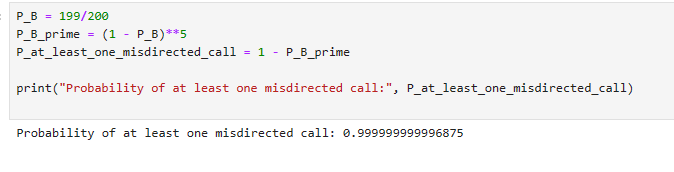 P_B = 199/200
P_B_prime = (1 - P_B)**5
P_at_least_one_misdirected_call = 1 - P_B_prime
print("Probability of at least one misdirected call:", P_at_least_one_misdirected_call)
Probability of at least one misdirected call: 0.999999999996875